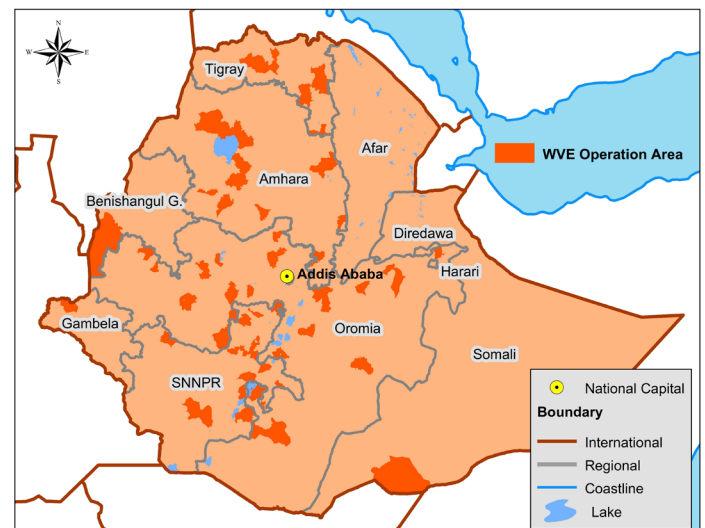 N
W
E
S
Tigray
Afar
WVE Operation Area
Amhara
Benishangul G.
Diredawa
Addis Ababa
Harari
Gambela
Oromia
Somali
SNNPR
National Capital
Boundary
International
Regional
Coastline
Lake